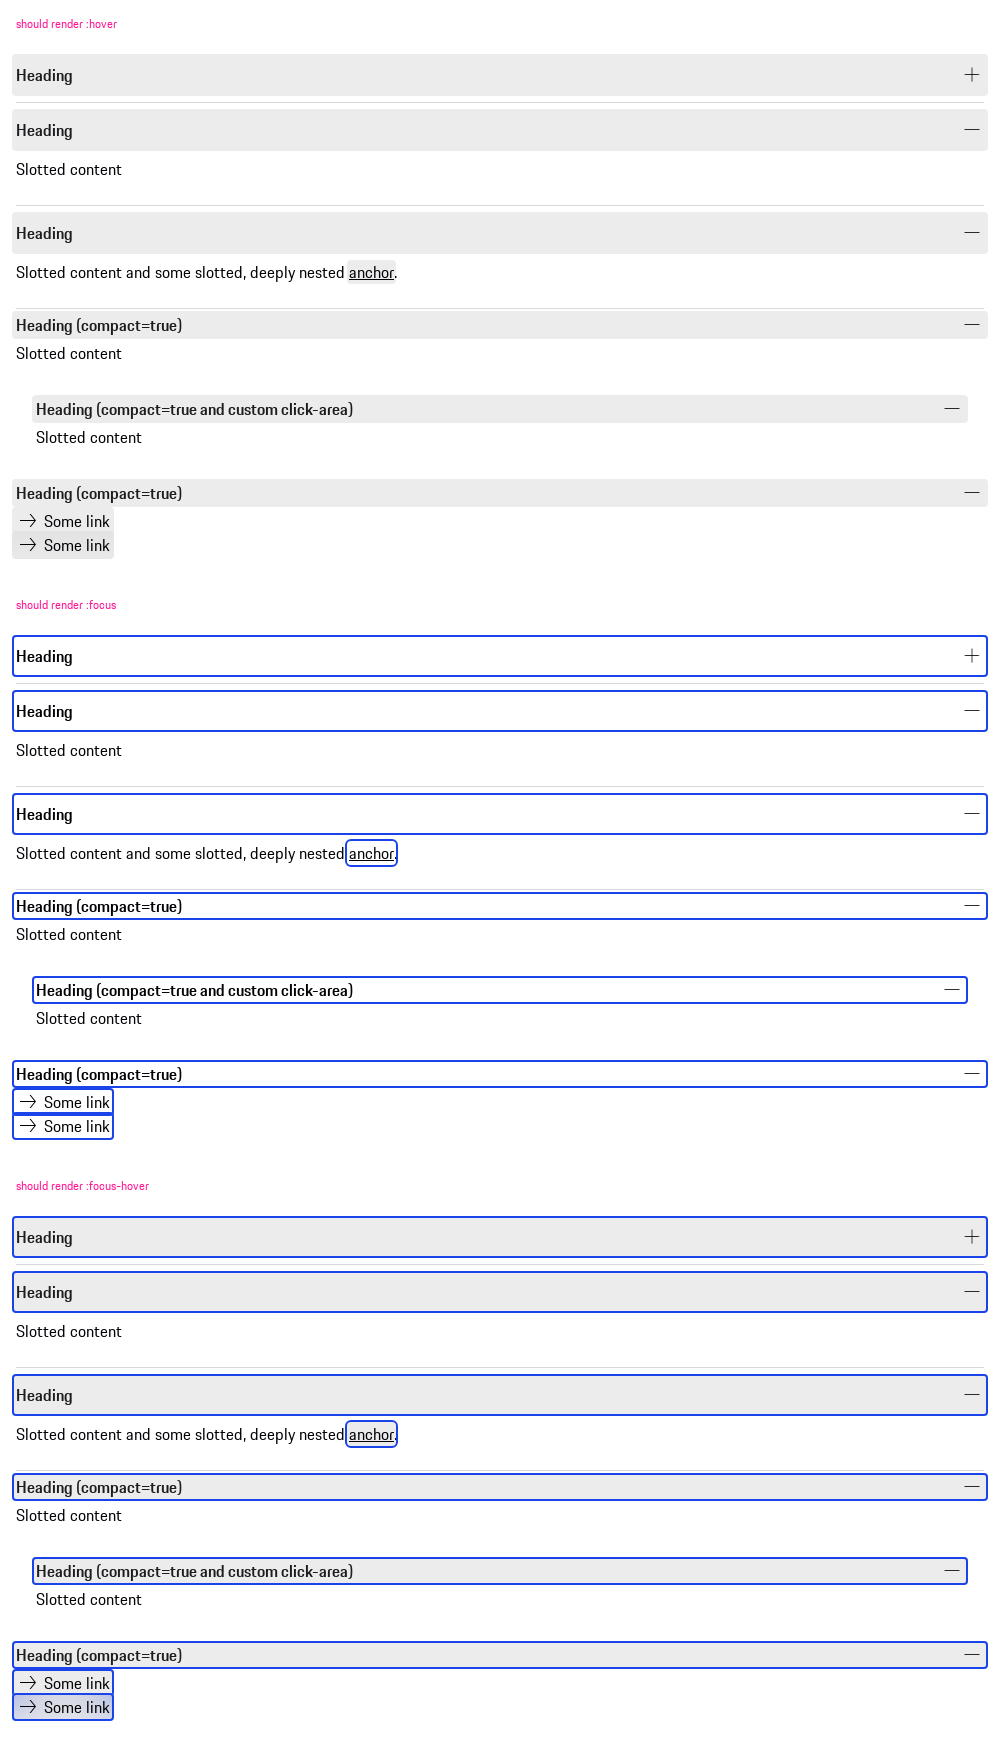 should render :hover
Heading
Heading
Slotted content
Heading
Slotted content and some slotted, deeply nested anchor.
Heading (compact=true)
Slotted content
Heading (compact=true and custom click-area)
Slotted content
Heading (compact=true)
Some link
Some link
should render :focus
Heading
Heading
Slotted content
Heading
Slotted content and some slotted, deeply nested anchor.
Heading (compact=true)
Slotted content
Heading (compact=true and custom click-area)
Slotted content
Heading (compact=true)
Some link
Some link
should render :focus-hover
Heading
Heading
Slotted content
Heading
Slotted content and some slotted, deeply nested anchor.
Heading (compact=true)
Slotted content
Heading (compact=true and custom click-area)
Slotted content
Heading (compact=true)
Some link
Some link